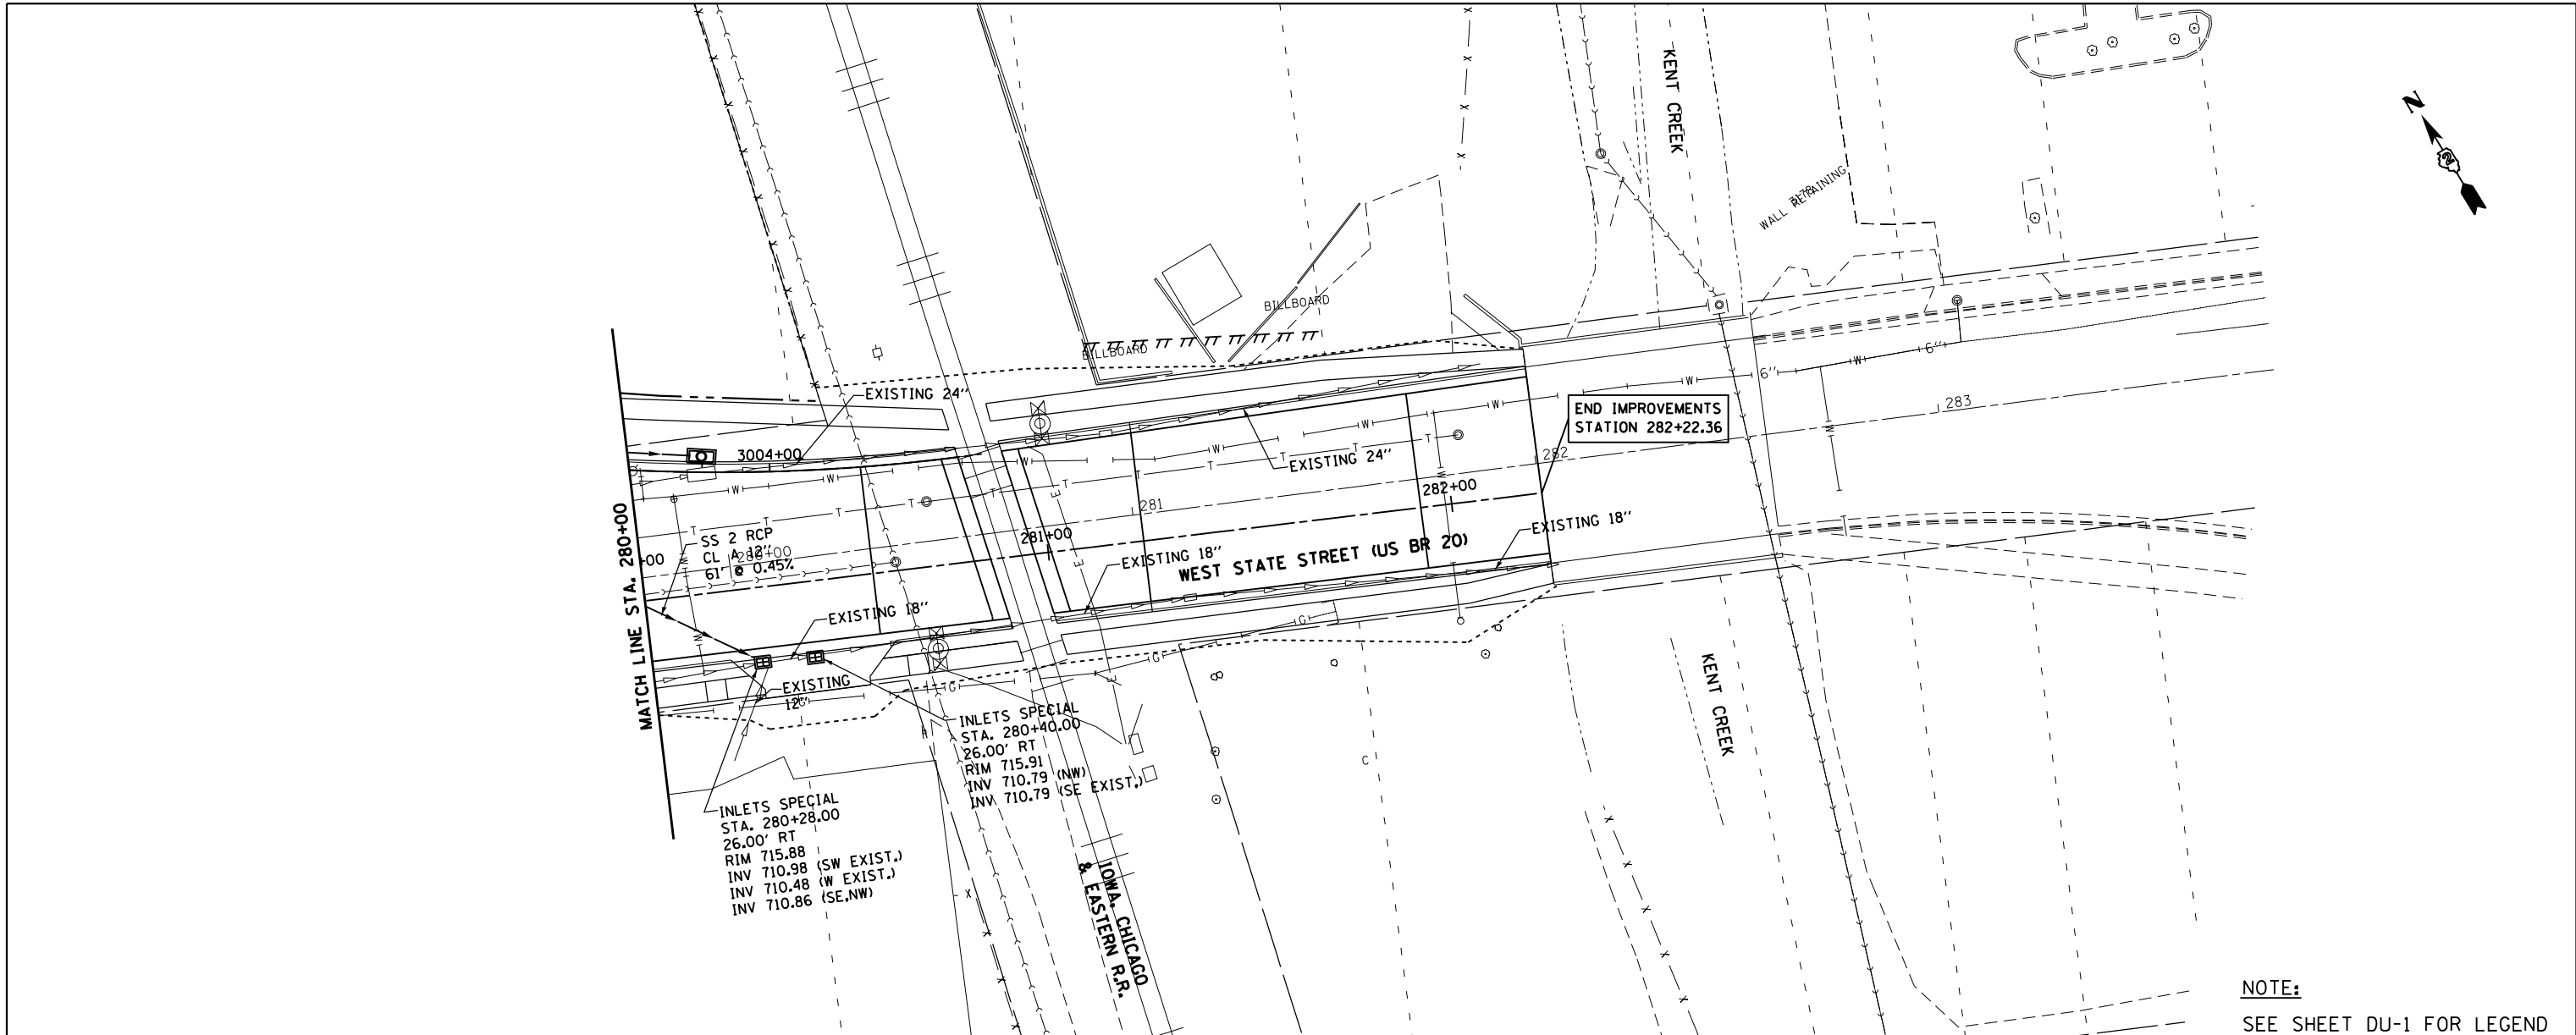 KENT CREEK
N
2
WALL RETAINING
BILLBOARD
BILLBOARD
EXISTING 24"
3004+00
EXISTING 24"
END IMPROVEMENTS
STATION 282+22.36
6"
6"
283
282
282+00
281
281+00
MATCH LINE STA. 280+00
+00
SS 2 RCP
CL A 12"
61' @ 0.45%
280+00
EXISTING 18"
EXISTING 18"
WEST STATE STREET (US BR 20)
EXISTING 18"
EXISTING
12"
INLETS SPECIAL
STA. 280+40.00
26.00' RT
RIM 715.91
INV 710.79 (NW)
INV 710.79 (SE EXIST.)
INLETS SPECIAL
STA. 280+28.00
26.00' RT
RIM 715.88
INV 710.98 (SW EXIST.)
INV 710.48 (W EXIST.)
INV 710.86 (SE,NW)
KENT CREEK
IOWA, CHICAGO
& EASTERN R.R.
NOTE:
SEE SHEET DU-1 FOR LEGEND